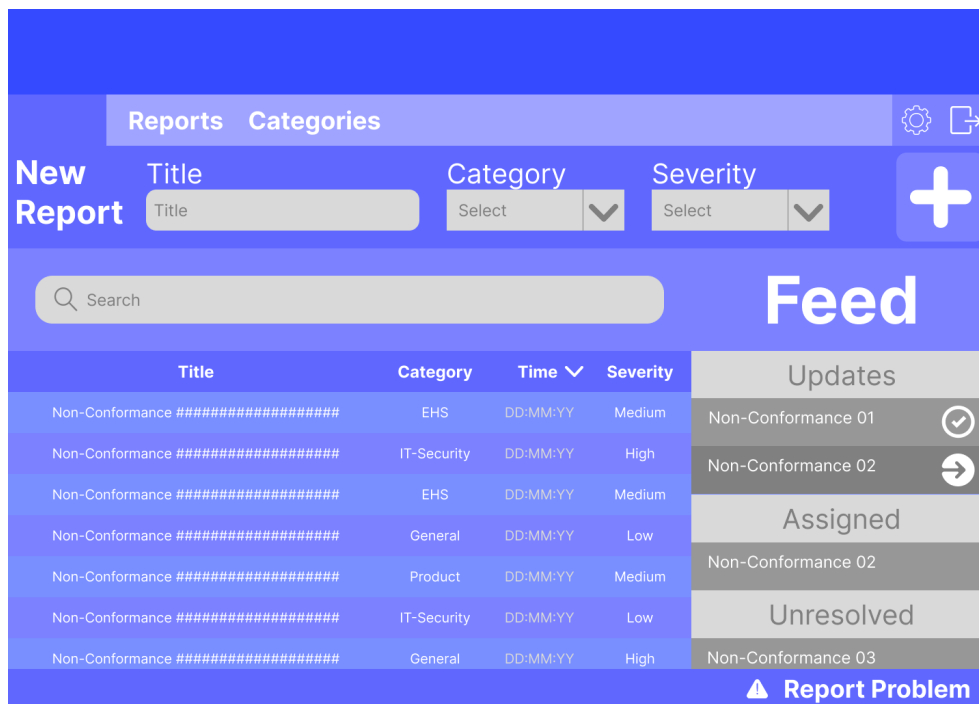 Reports Categories
New Report
Title Category Severity
Title Select Select
Search
Feed
Title Category Time Severity
Non-Conformance ################### EHS DD:MM:YY Medium
Non-Conformance ################### IT-Security DD:MM:YY High
Non-Conformance ################### EHS DD:MM:YY Medium
Non-Conformance ################### General DD:MM:YY Low
Non-Conformance ################### Product DD:MM:YY Medium
Non-Conformance ################### IT-Security DD:MM:YY Low
Non-Conformance ################### General DD:MM:YY High
Updates
Non-Conformance 01
Non-Conformance 02
Assigned
Non-Conformance 02
Unresolved
Non-Conformance 03
Report Problem